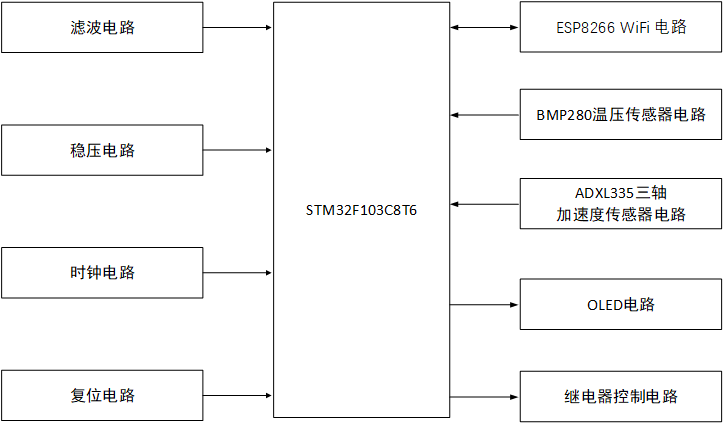 滤波电路
稳压电路
时钟电路
复位电路
STM32F103C8T6
ESP8266 WiFi 电路
BMP280温压传感器电路
ADXL335三轴
加速度传感器电路
OLED电路
继电器控制电路